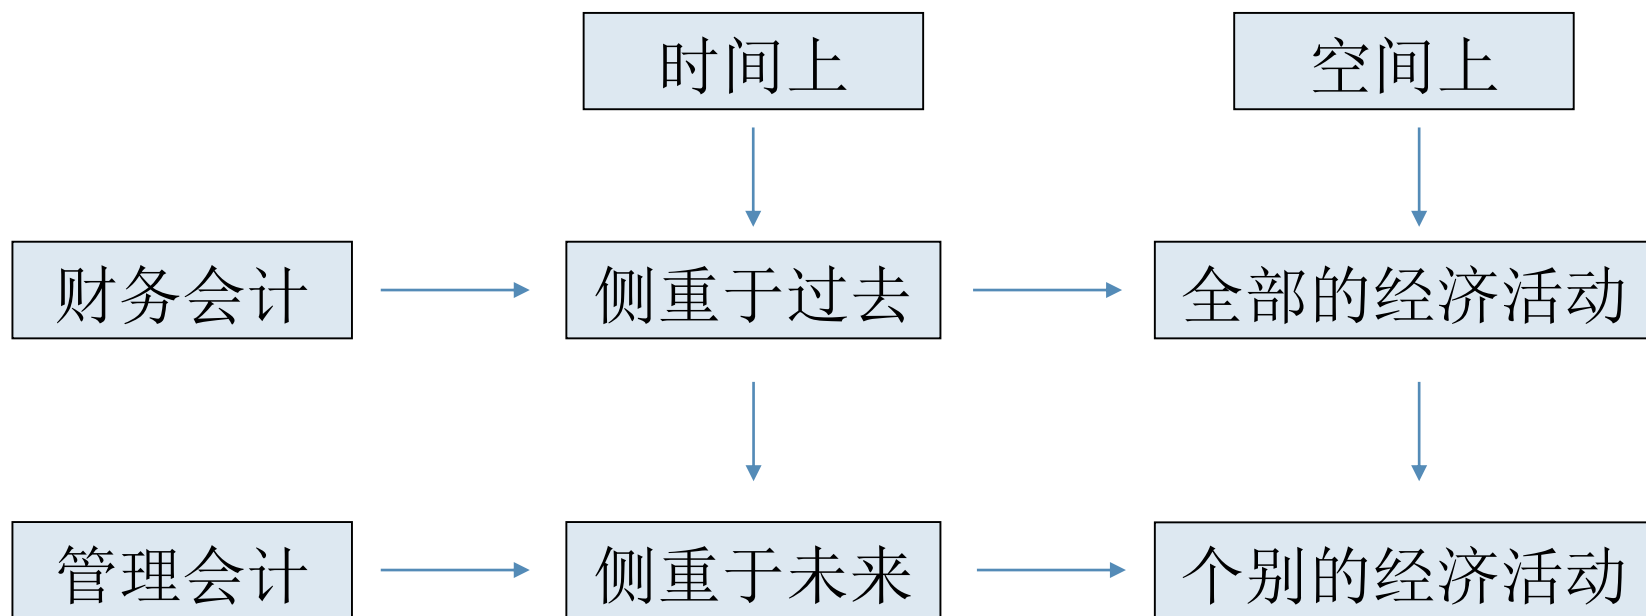 时间上
空间上
财务会计
侧重于过去
全部的经济活动
管理会计
侧重于未来
个别的经济活动